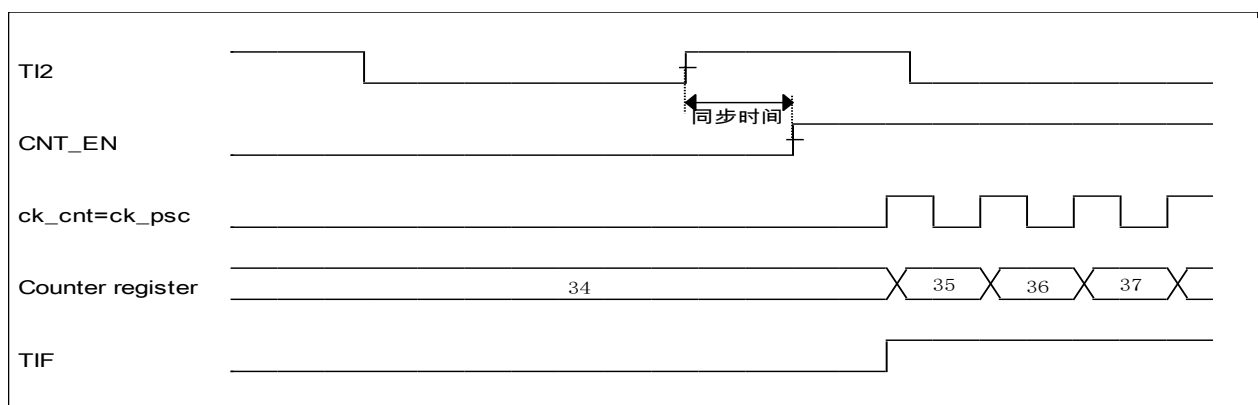 TI2
同步时间
CNT_EN
ck_cnt=ck_psc
Counter register 34 35 36 37
TIF